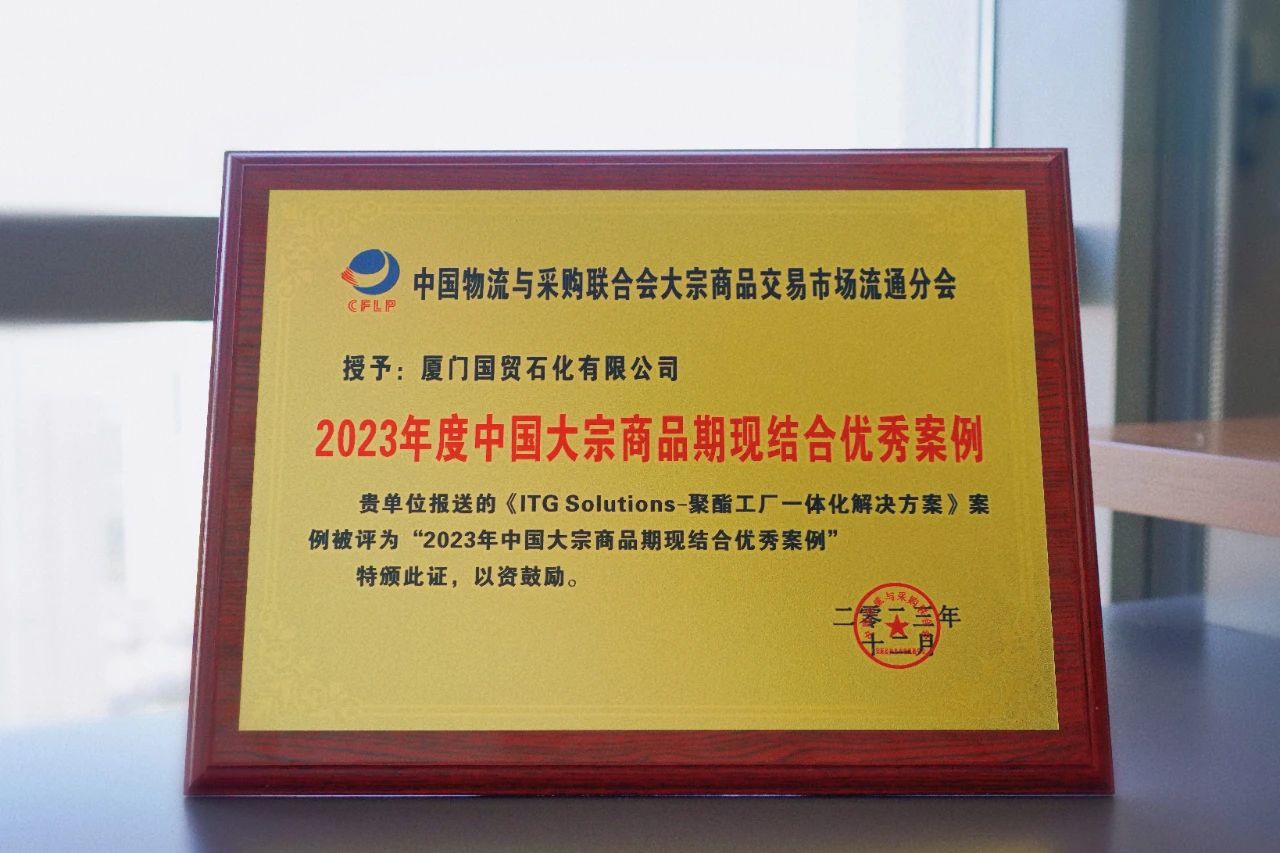 中国物流与采购联合会大宗商品交易市场流通分会
CFLP
授予：厦门国贸石化有限公司
2023年度中国大宗商品期现结合优秀案例
贵单位报送的《ITG Solutions-聚酯工厂一体化解决方案》案
例被评为“2023年中国大宗商品期现结合优秀案例”
特颁此证，以资鼓励。
二零二三年
十二月